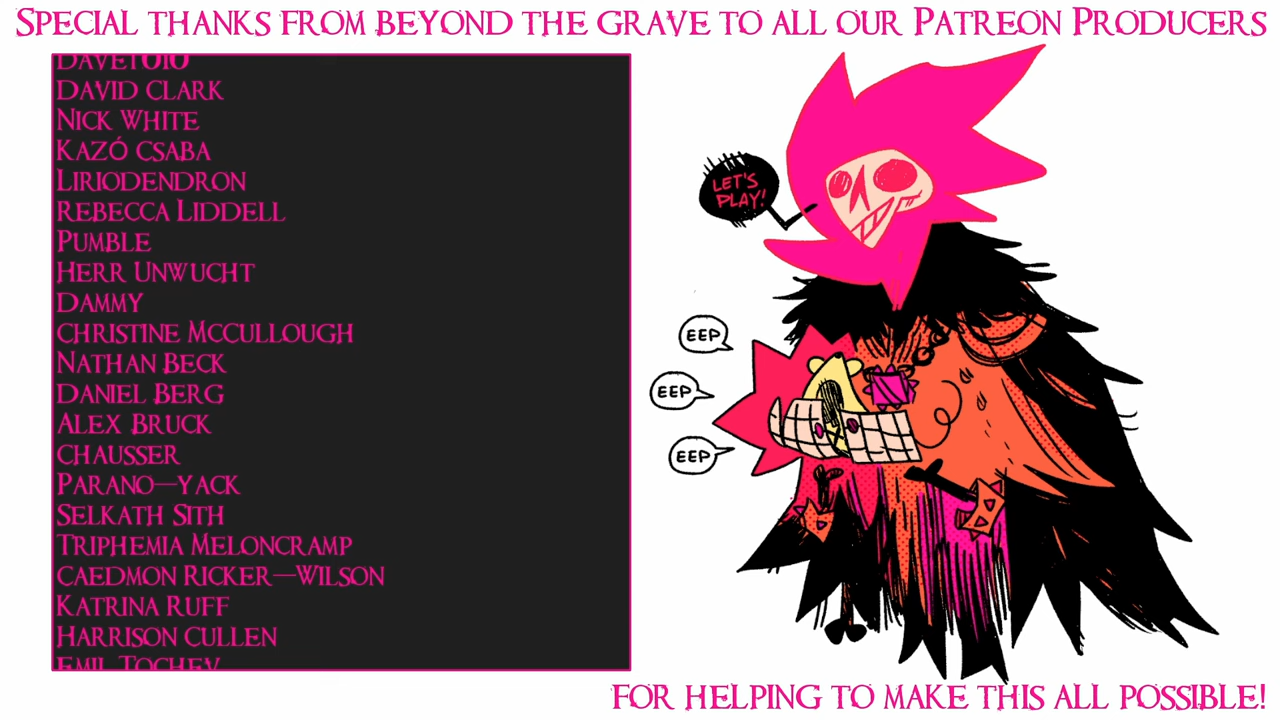 Special thanks from beyond the grave to all our Patreon Producers
David Clark
Nick White
Kazó Csaba
Liriodendron
Rebecca Liddell
Pumble
Herr Unwucht
Dammy
Christine McCullough
Nathan Beck
Daniel Berg
Alex Bruck
Chausser
Parano—yack
Selkath Sith
Triphemia Meloncramp
Caedmon Ricker—Wilson
Katrina Ruff
Harrison Cullen
Emil Tochev
LET'S
PLAY!
EEP
EEP
EEP
for helping to make this all possible!